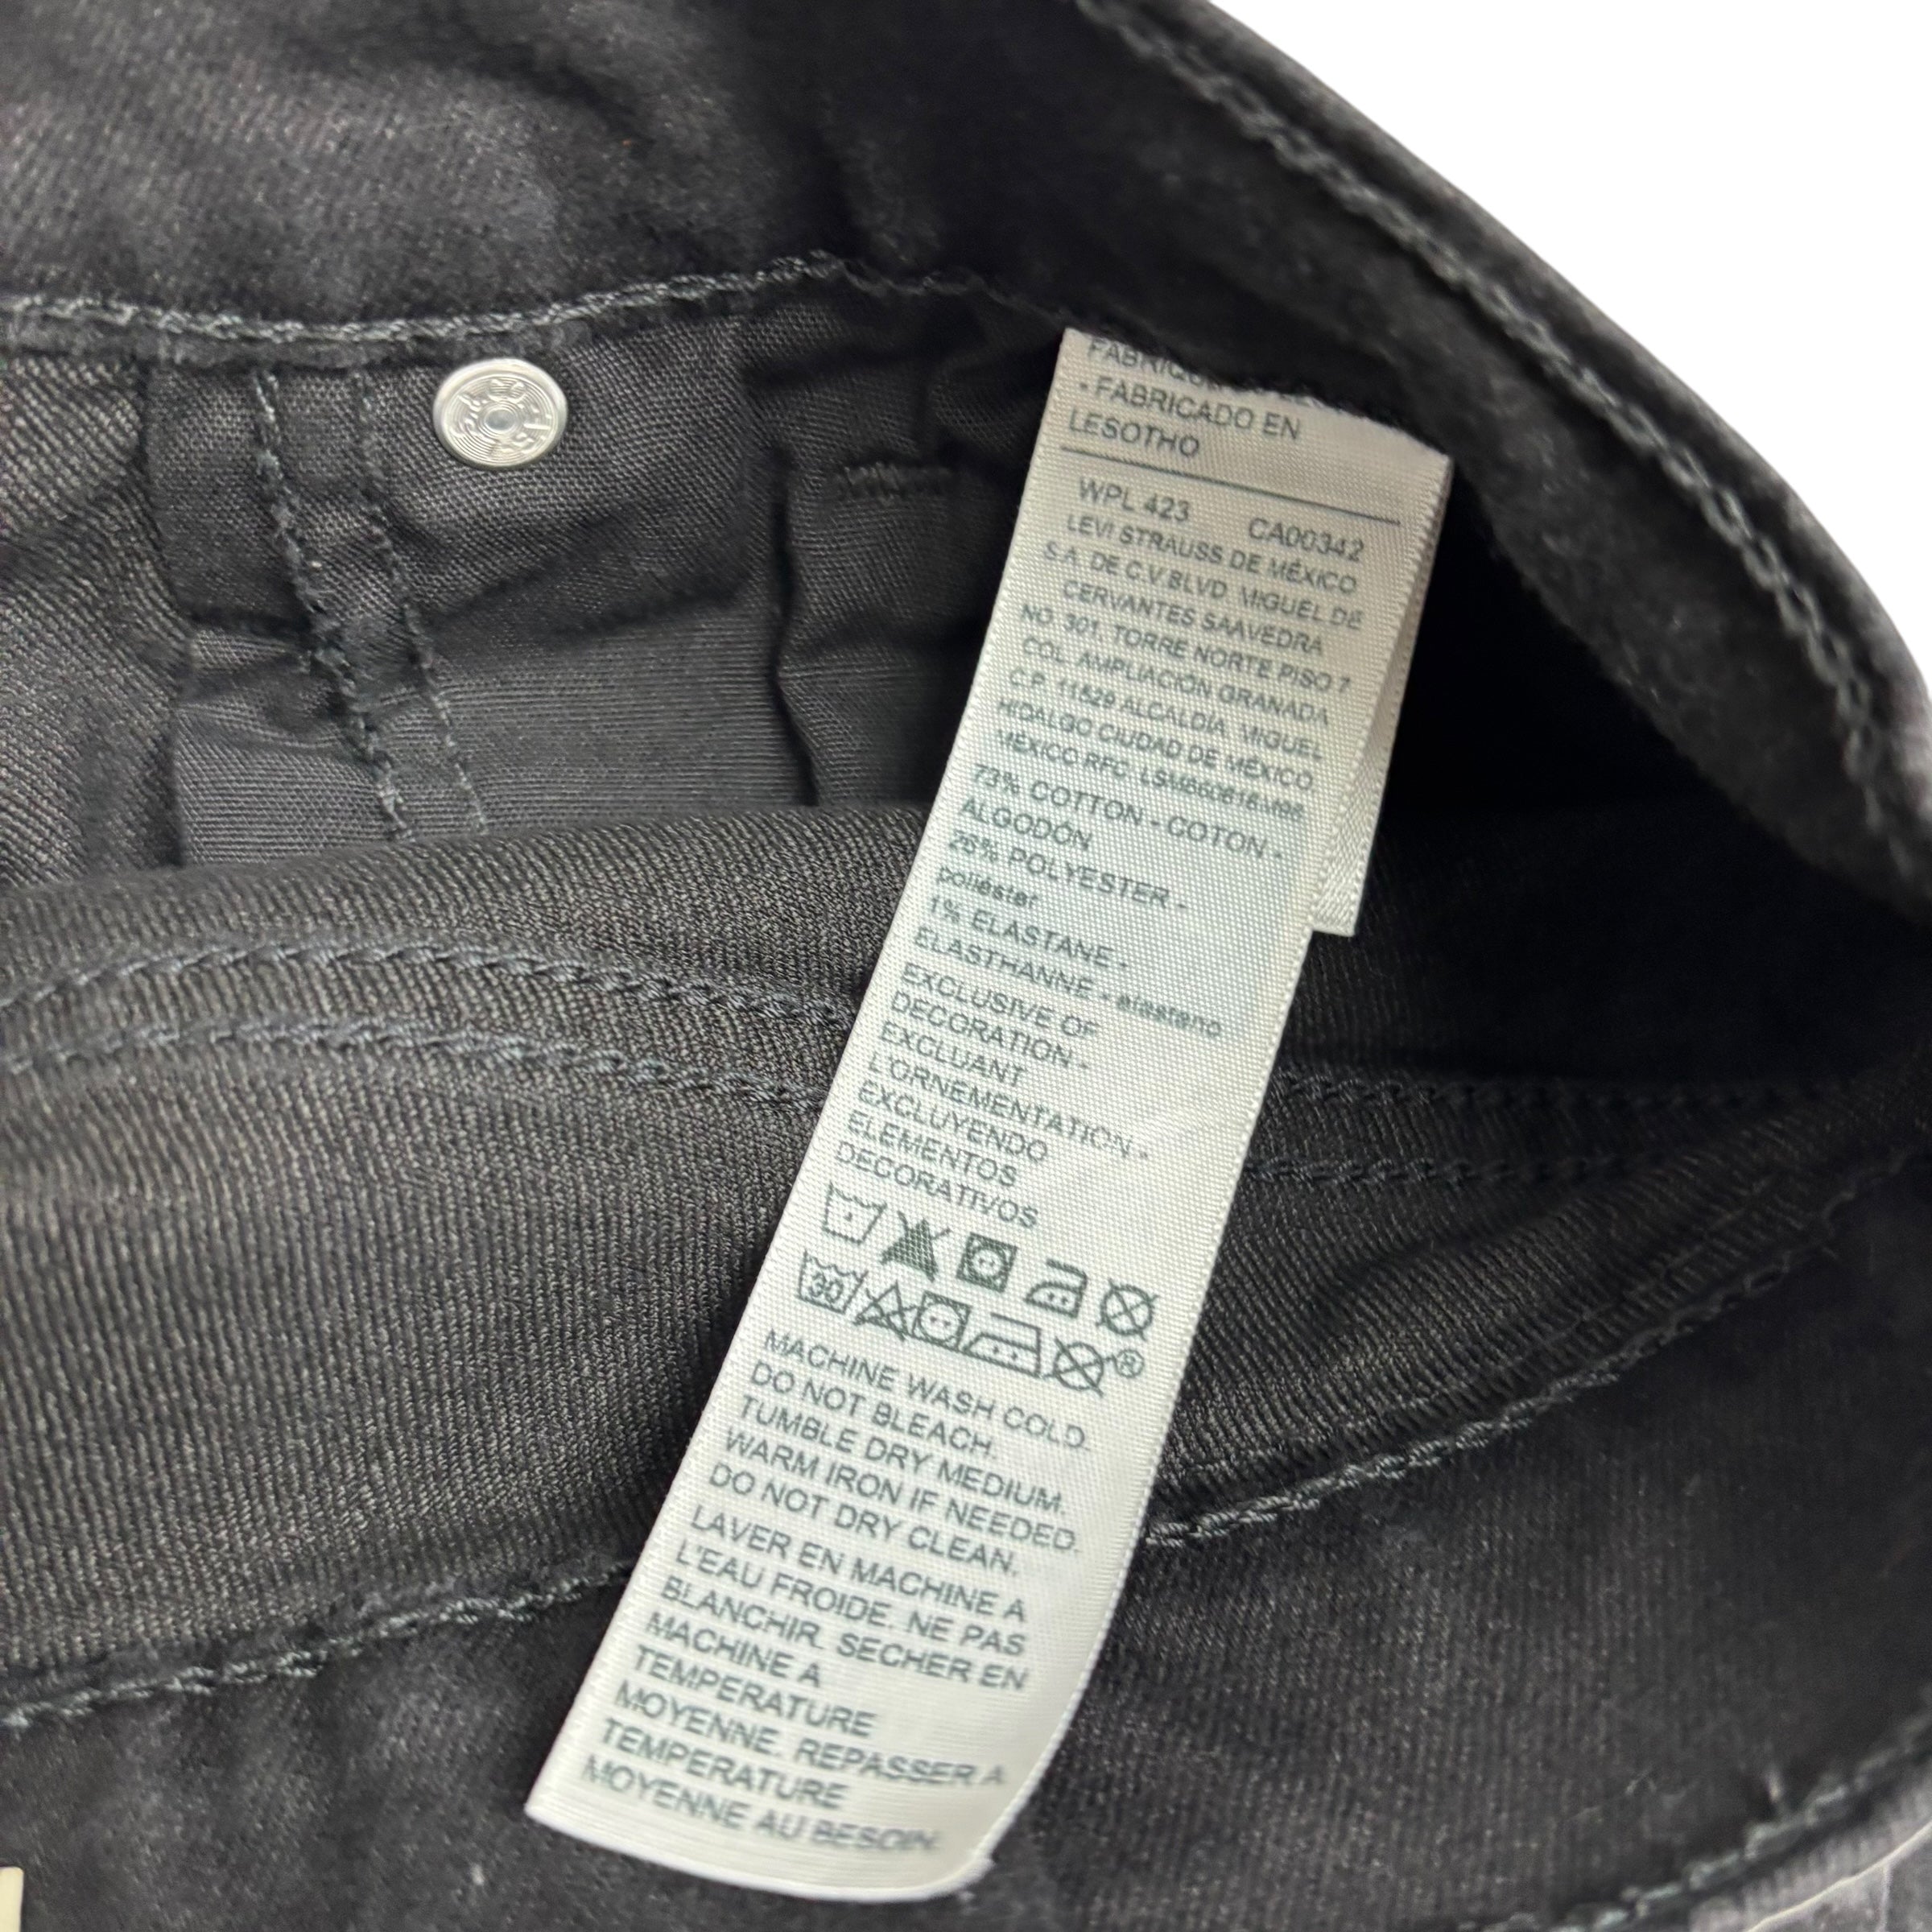 - FABRICADO EN
LESOTHO
WPL 423 CA00342
LEVI STRAUSS DE MÉXICO
S.A. DE C.V.BLVD. MIGUEL DE
CERVANTES SAAVEDRA
NO. 301, TORRE NORTE PISO 7
COL. AMPLIACIÓN GRANADA
C.P. 11529 ALCALDÍA MIGUEL
HIDALGO CIUDAD DE MÉXICO
MÉXICO RFC
73% COTTON - COTON -
ALGODÓN
26% POLYESTER -
poliéster
1% ELASTANE -
ELASTHANNE - elastano
EXCLUSIVE OF
DECORATION -
EXCLUANT
L'ORNEMENTATION -
EXCLUYENDO
ELEMENTOS
DECORATIVOS
30
®
MACHINE WASH COLD.
DO NOT BLEACH.
TUMBLE DRY MEDIUM.
WARM IRON IF NEEDED.
DO NOT DRY CLEAN.
LAVER EN MACHINE A
L'EAU FROIDE. NE PAS
BLANCHIR. SECHER EN
MACHINE A
TEMPERATURE
MOYENNE. REPASSER A
TEMPERATURE
MOYENNE AU BESOIN.